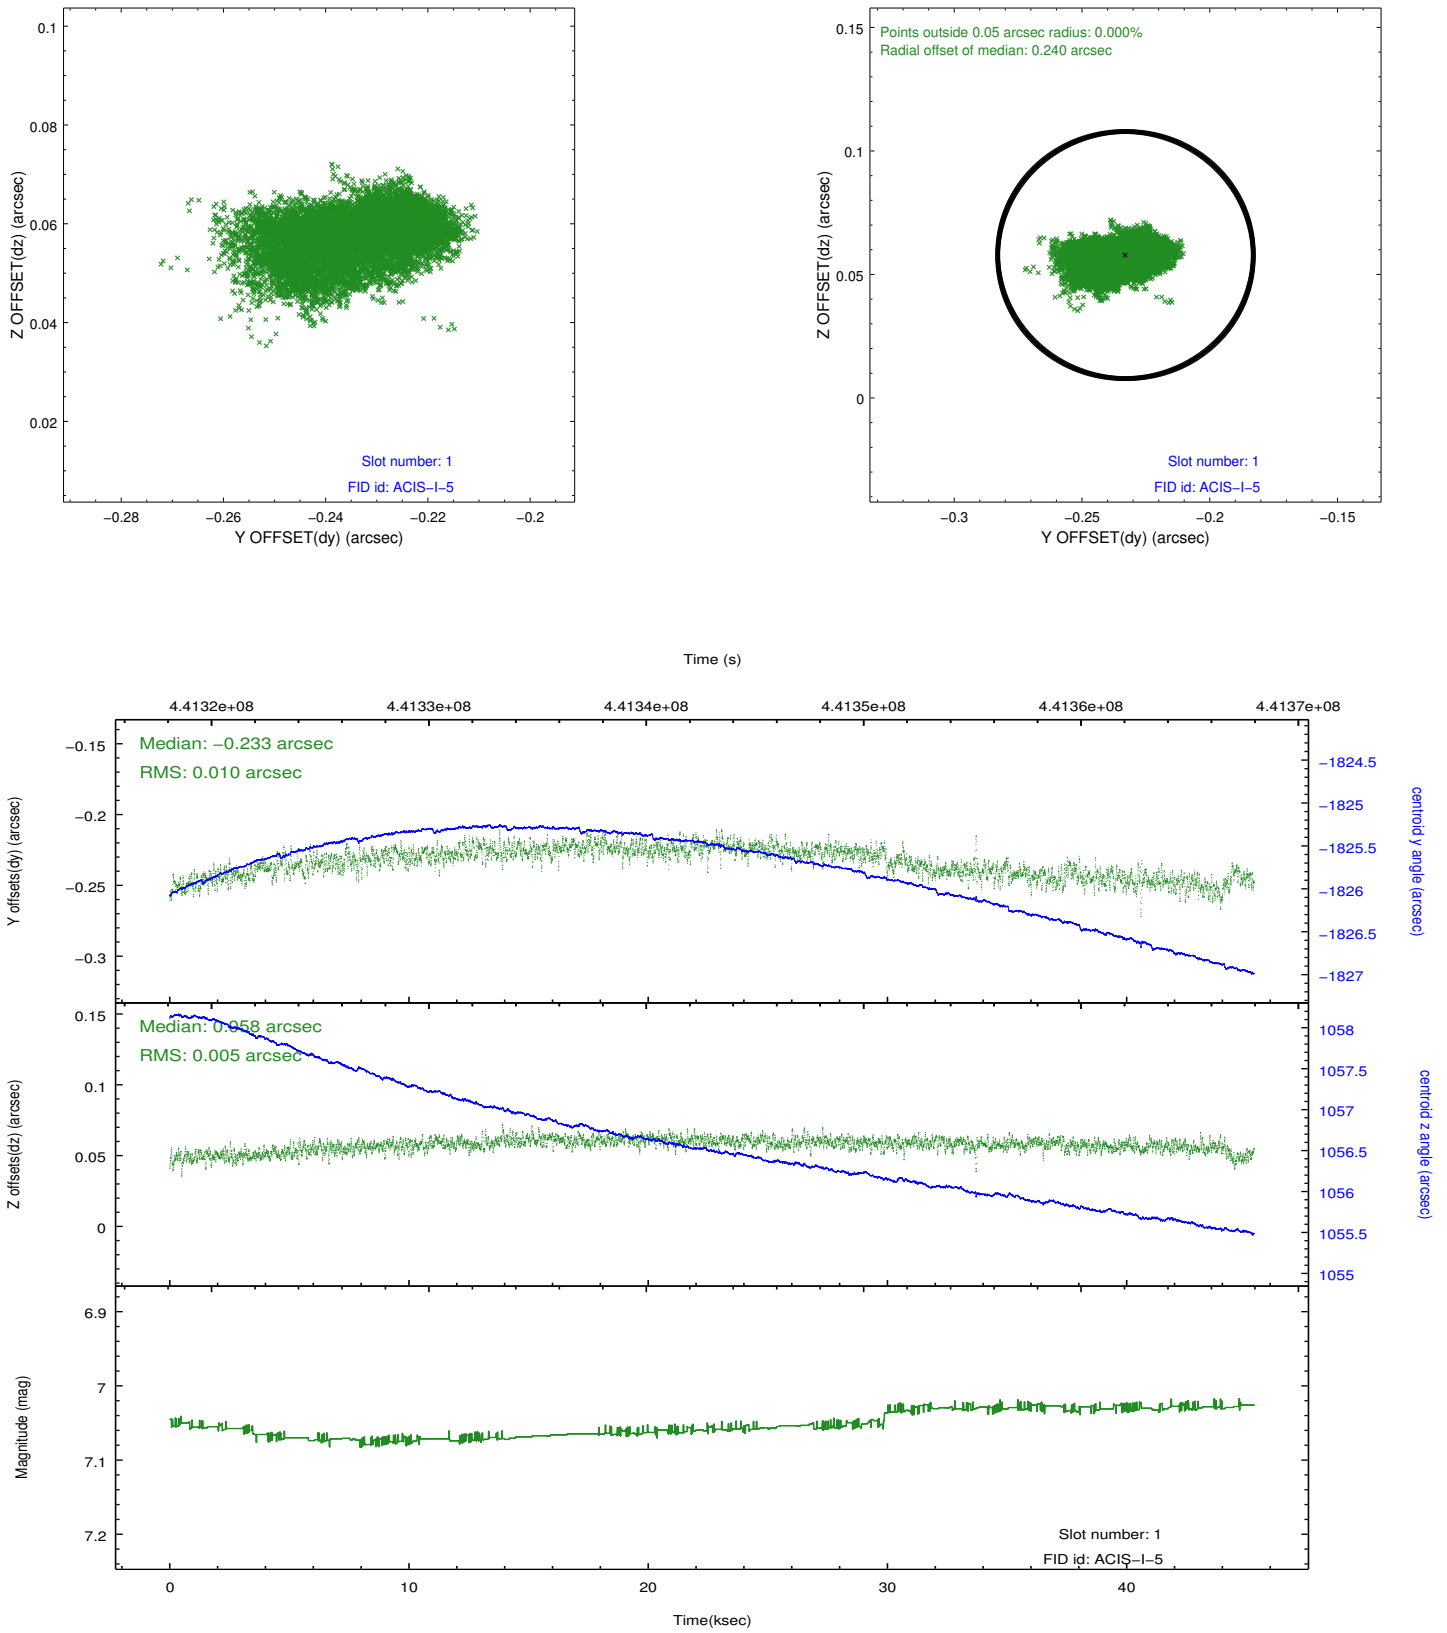 0.1
0.08
0.06
0.04
0.02
Z OFFSET(dz) (arcsec)
Slot number: 1
FID id: ACIS−I−5
−0.28 −0.26 −0.24 −0.22 −0.2
Y OFFSET(dy) (arcsec)
Points outside 0.05 arcsec radius: 0.000%
Radial offset of median: 0.240 arcsec
0.15
0.1
0.05
0
Z OFFSET(dz) (arcsec)
Slot number: 1
FID id: ACIS−I−5
−0.3 −0.25 −0.2 −0.15
Y OFFSET(dy) (arcsec)
Time (s)
4.4132e+08 4.4133e+08 4.4134e+08 4.4135e+08 4.4136e+08 4.4137e+08
Median: −0.233 arcsec
RMS: 0.010 arcsec
−0.15
−0.2
−0.25
−0.3
Y offsets(dy) (arcsec)
−1824.5
−1825
−1825.5
−1826
−1826.5
−1827
centroid y angle (arcsec)
Median: 0.058 arcsec
RMS: 0.005 arcsec
0.15
0.1
0.05
0
Z offsets(dz) (arcsec)
1058
1057.5
1057
1056.5
1056
1055.5
1055
centroid z angle (arcsec)
6.9
7
7.1
7.2
Magnitude (mag)
Slot number: 1
FID id: ACIS−I−5
0 10 20 30 40
Time(ksec)